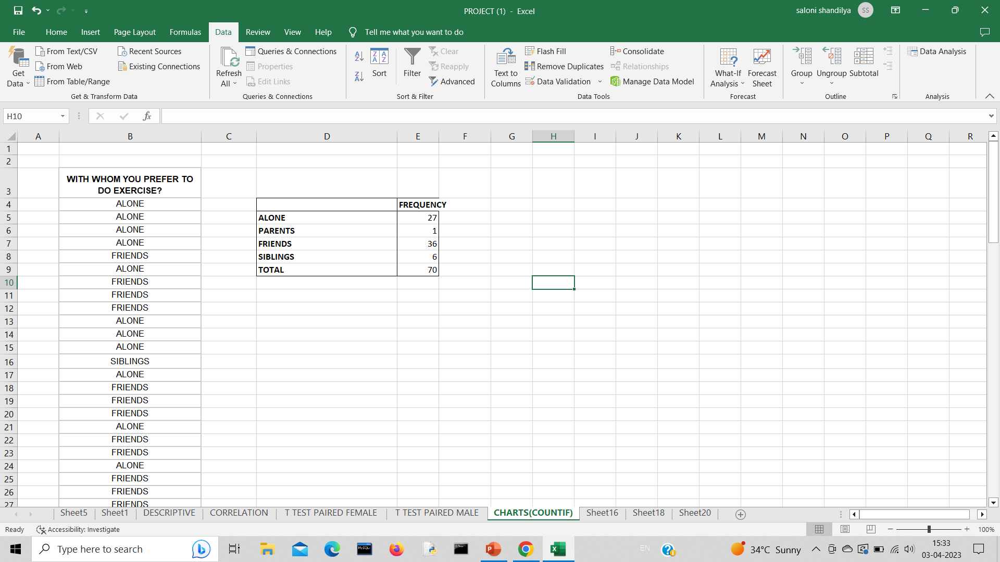 PROJECT (1) - Excel
saloni shandilya SS
File Home Insert Page Layout Formulas Data Review View Help Tell me what you want to do
Get Data
From Text/CSV
From Web
From Table/Range
Recent Sources
Existing Connections
Get & Transform Data
Refresh All
Queries & Connections
Properties
Edit Links
Queries & Connections
Sort
Filter
Clear
Reapply
Advanced
Sort & Filter
Text to Columns
Flash Fill
Remove Duplicates
Data Validation
Consolidate
Relationships
Manage Data Model
Data Tools
What-If Analysis
Forecast Sheet
Forecast
Group
Ungroup
Subtotal
Outline
Data Analysis
Analysis
H10 fx
A B C D E F G H I J K L M N O P Q R
1
2
3 WITH WHOM YOU PREFER TO
DO EXERCISE?
4 ALONE FREQUENCY
5 ALONE ALONE 27
6 ALONE PARENTS 1
7 ALONE FRIENDS 36
8 FRIENDS SIBLINGS 6
9 ALONE TOTAL 70
10 FRIENDS
11 FRIENDS
12 FRIENDS
13 ALONE
14 ALONE
15 ALONE
16 SIBLINGS
17 ALONE
18 FRIENDS
19 FRIENDS
20 FRIENDS
21 ALONE
22 FRIENDS
23 FRIENDS
24 ALONE
25 FRIENDS
26 FRIENDS
27 FRIENDS
Sheet5 Sheet1 DESCRIPTIVE CORRELATION T TEST PAIRED FEMALE T TEST PAIRED MALE CHARTS(COUNTIF) Sheet16 Sheet18 Sheet20
Ready Accessibility: Investigate 100%
Type here to search
MySQL
EN
34°C Sunny
15:33
03-04-2023